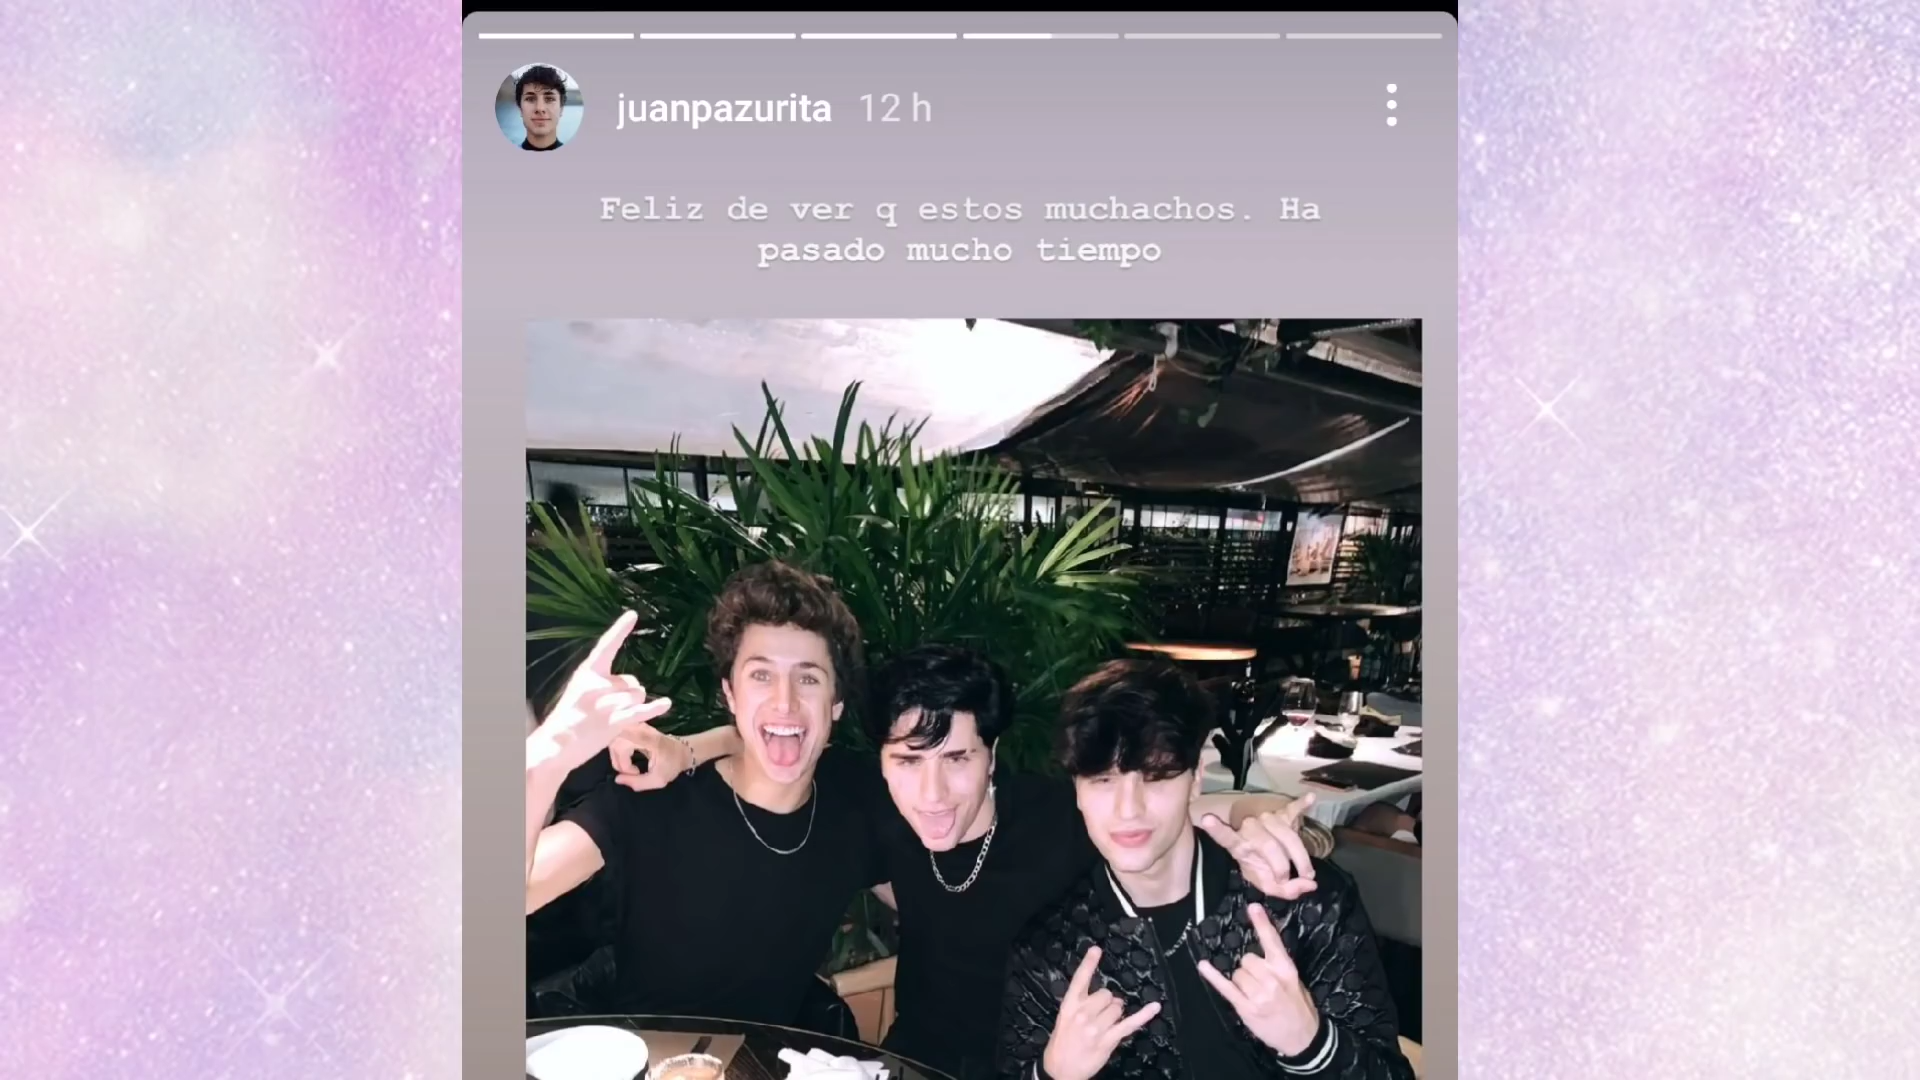 juanpazurita 12 h
Feliz de ver q estos muchachos. Ha
pasado mucho tiempo